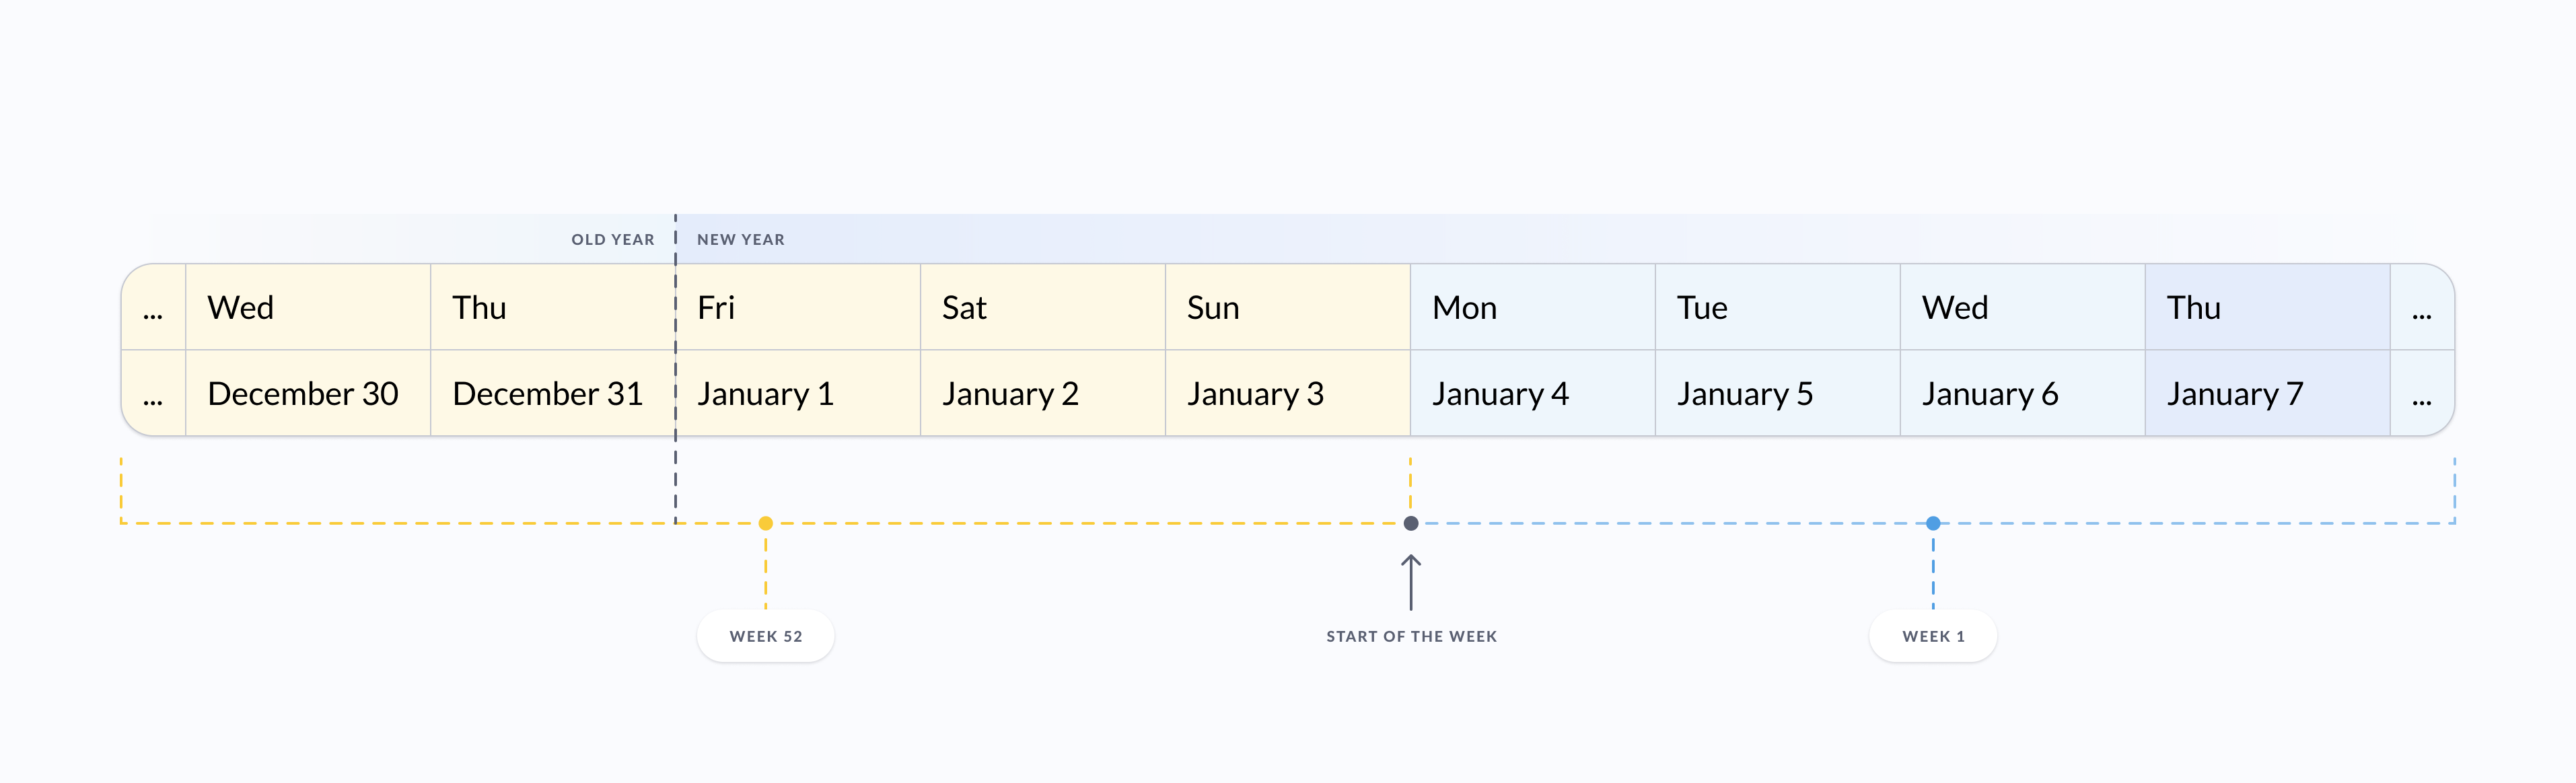 OLD YEAR NEW YEAR
... Wed Thu Fri Sat Sun Mon Tue Wed Thu ...
... December 30 December 31 January 1 January 2 January 3 January 4 January 5 January 6 January 7 ...
WEEK 52 START OF THE WEEK WEEK 1